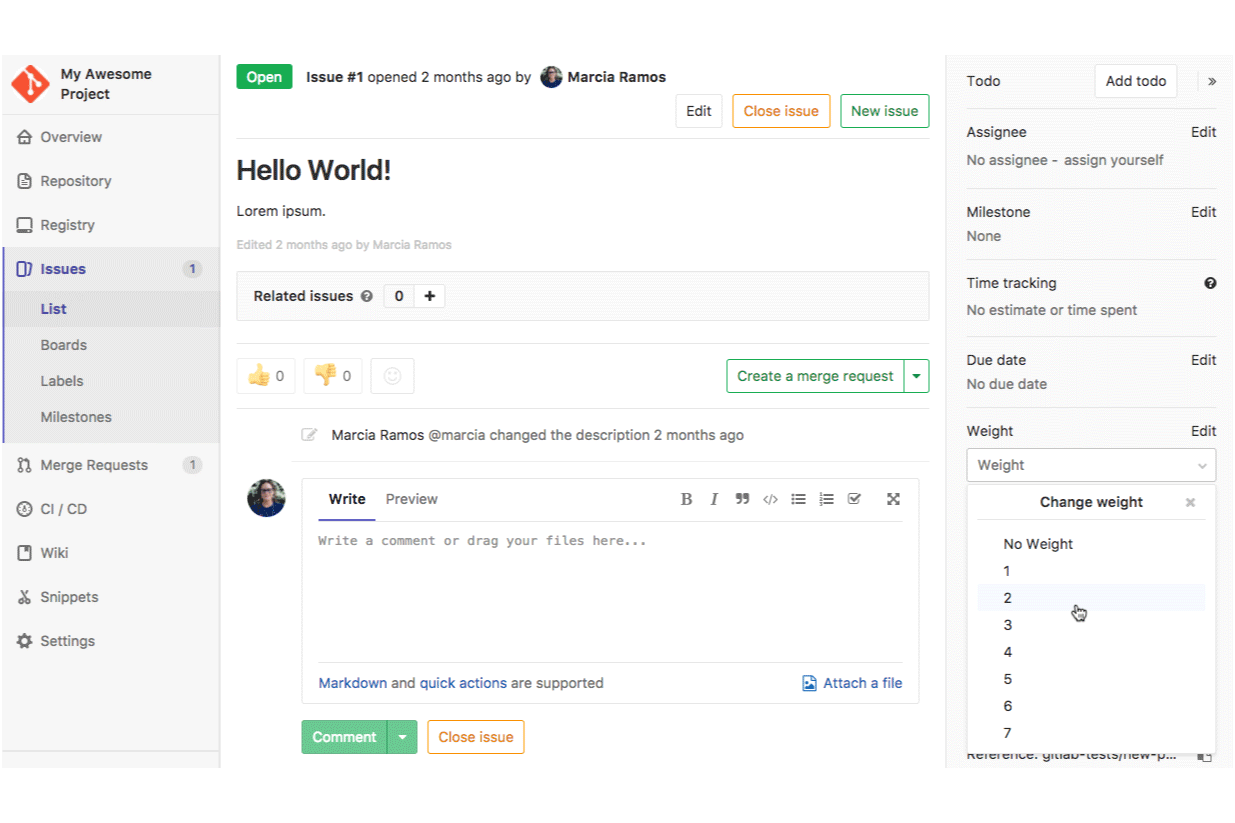 My Awesome
Project
Overview
Repository
Registry
Issues 1
List
Boards
Labels
Milestones
Merge Requests 1
CI / CD
Wiki
Snippets
Settings
Open Issue #1 opened 2 months ago by Marcia Ramos
Edit Close issue New issue
Hello World!
Lorem ipsum.
Edited 2 months ago by Marcia Ramos
Related issues ? 0 +
👍 0 👎 0
Create a merge request
Marcia Ramos @marcia changed the description 2 months ago
Write Preview B I ❞ </>
Write a comment or drag your files here...
Markdown and quick actions are supported Attach a file
Comment Close issue
Todo Add todo »
Assignee Edit
No assignee - assign yourself
Milestone Edit
None
Time tracking ?
No estimate or time spent
Due date Edit
No due date
Weight Edit
Weight
Change weight ×
No Weight
1
2
3
4
5
6
7
Reference: gitlab-tests/new-p...